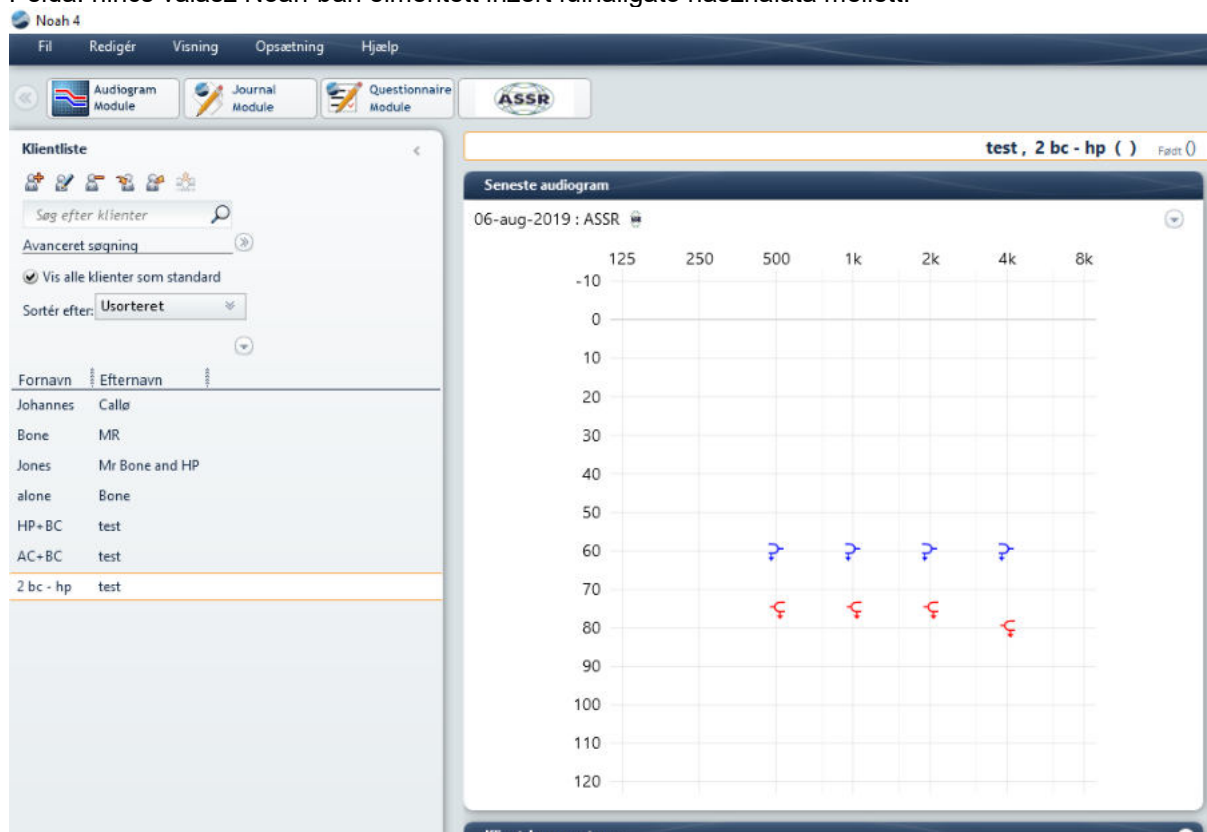 Noah 4
Fil Redigér Visning Opsætning Hjælp
Audiogram Module
Journal Module
Questionnaire Module
ASSR
Klientliste
Søg efter klienter
Avanceret søgning
Vis alle klienter som standard
Sortér efter: Usorteret
Fornavn Efternavn
Johannes Callø
Bone MR
Jones Mr Bone and HP
alone Bone
HP+BC test
AC+BC test
2 bc - hp test
test , 2 bc - hp ( ) Født ()
Seneste audiogram
06-aug-2019 : ASSR
125 250 500 1k 2k 4k 8k
-10
0
10
20
30
40
50
60
70
80
90
100
110
120